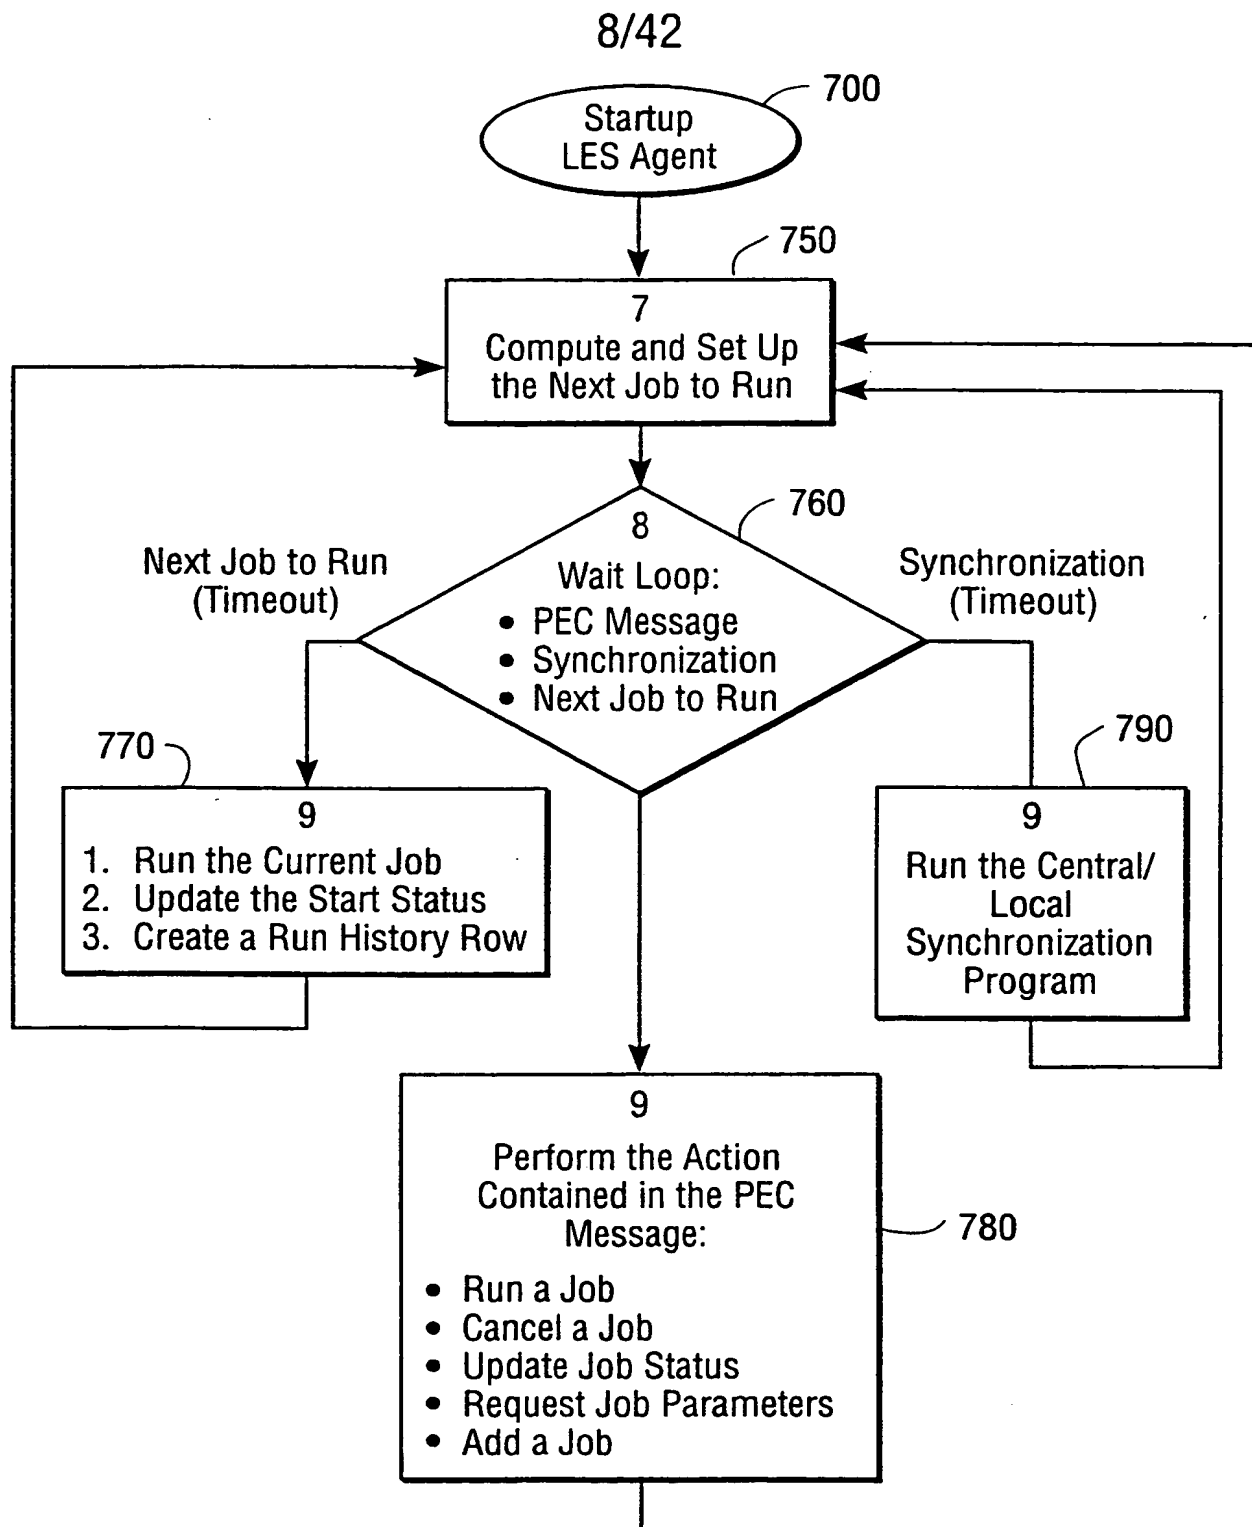 8/42
700
Startup
LES Agent
750
7
Compute and Set Up
the Next Job to Run
760
8
Wait Loop:
• PEC Message
• Synchronization
• Next Job to Run
Next Job to Run
(Timeout)
Synchronization
(Timeout)
770
9
1. Run the Current Job
2. Update the Start Status
3. Create a Run History Row
790
9
Run the Central/
Local
Synchronization
Program
780
9
Perform the Action
Contained in the PEC
Message:
• Run a Job
• Cancel a Job
• Update Job Status
• Request Job Parameters
• Add a Job